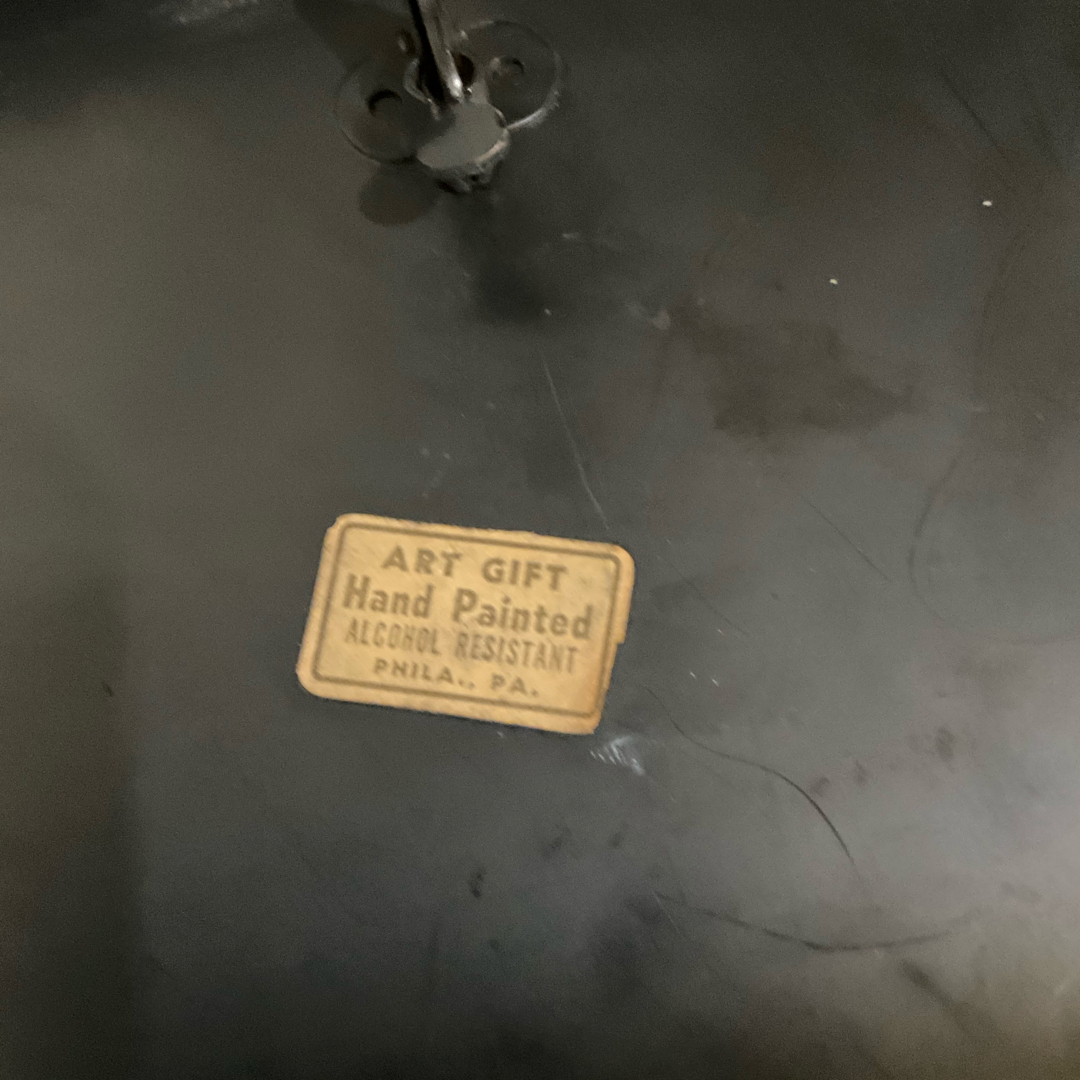 ART GIFT
Hand Painted
ALCOHOL RESISTANT
PHILA., PA.